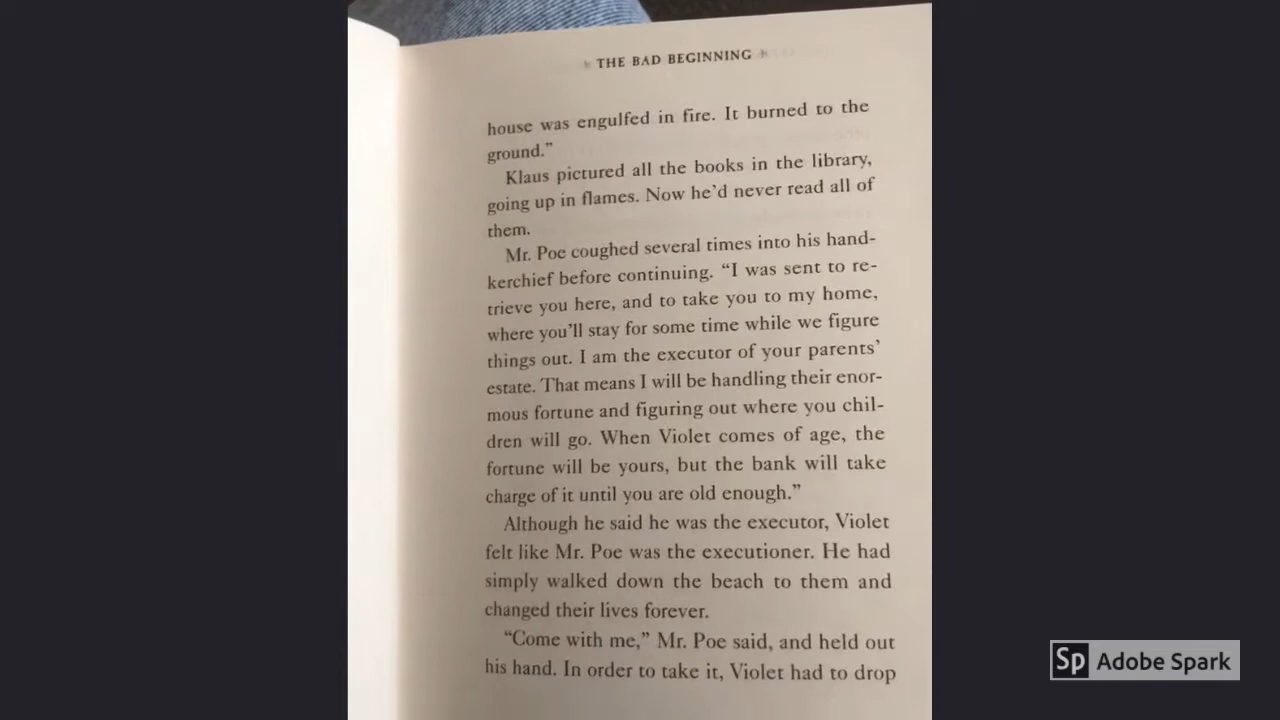 THE BAD BEGINNING
house was engulfed in fire. It burned to the
ground.”
Klaus pictured all the books in the library,
going up in flames. Now he’d never read all of
them.
Mr. Poe coughed several times into his hand-
kerchief before continuing. “I was sent to re-
trieve you here, and to take you to my home,
where you’ll stay for some time while we figure
things out. I am the executor of your parents’
estate. That means I will be handling their enor-
mous fortune and figuring out where you chil-
dren will go. When Violet comes of age, the
fortune will be yours, but the bank will take
charge of it until you are old enough.”
Although he said he was the executor, Violet
felt like Mr. Poe was the executioner. He had
simply walked down the beach to them and
changed their lives forever.
“Come with me,” Mr. Poe said, and held out
his hand. In order to take it, Violet had to drop
Sp Adobe Spark